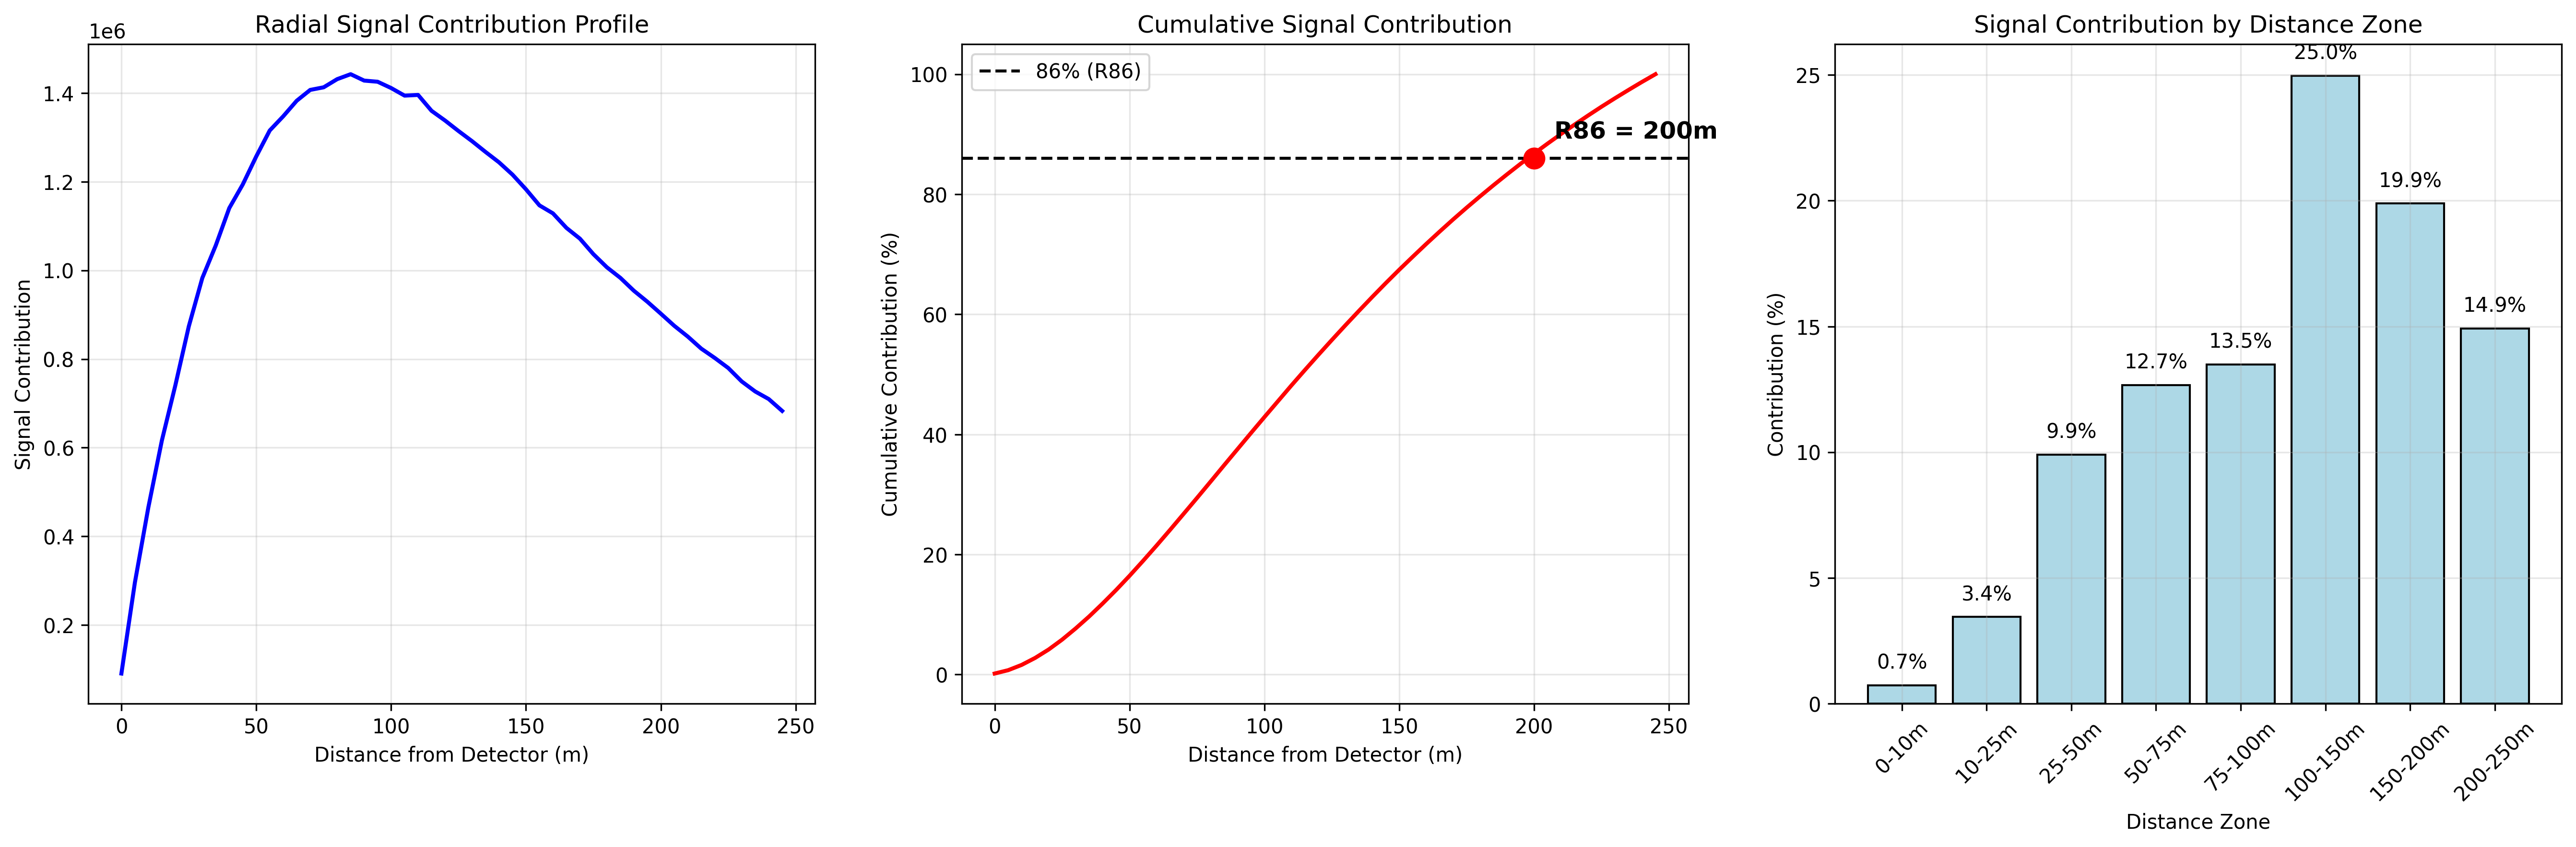 Radial Signal Contribution Profile
1e6
1.4
1.2
1.0
0.8
0.6
0.4
0.2
Signal Contribution
0 50 100 150 200 250
Distance from Detector (m)
Cumulative Signal Contribution
86% (R86)
R86 = 200m
100
80
60
40
20
0
Cumulative Contribution (%)
0 50 100 150 200 250
Distance from Detector (m)
Signal Contribution by Distance Zone
25.0%
19.9%
14.9%
13.5%
12.7%
9.9%
3.4%
0.7%
25
20
15
10
5
0
Contribution (%)
0-10m 10-25m 25-50m 50-75m 75-100m 100-150m 150-200m 200-250m
Distance Zone